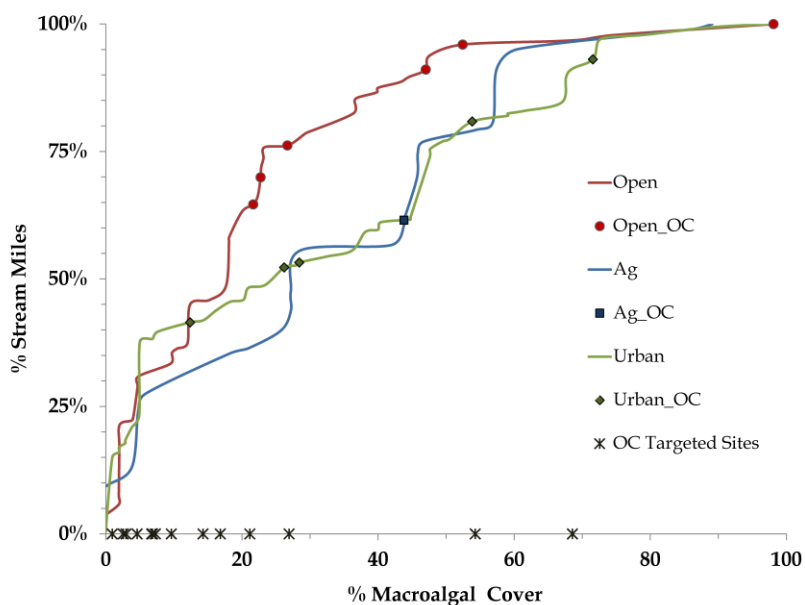 100%
75%
50%
25%
0%
% Stream Miles
Open
Open_OC
Ag
Ag_OC
Urban
Urban_OC
OC Targeted Sites
0 20 40 60 80 100
% Macroalgal Cover